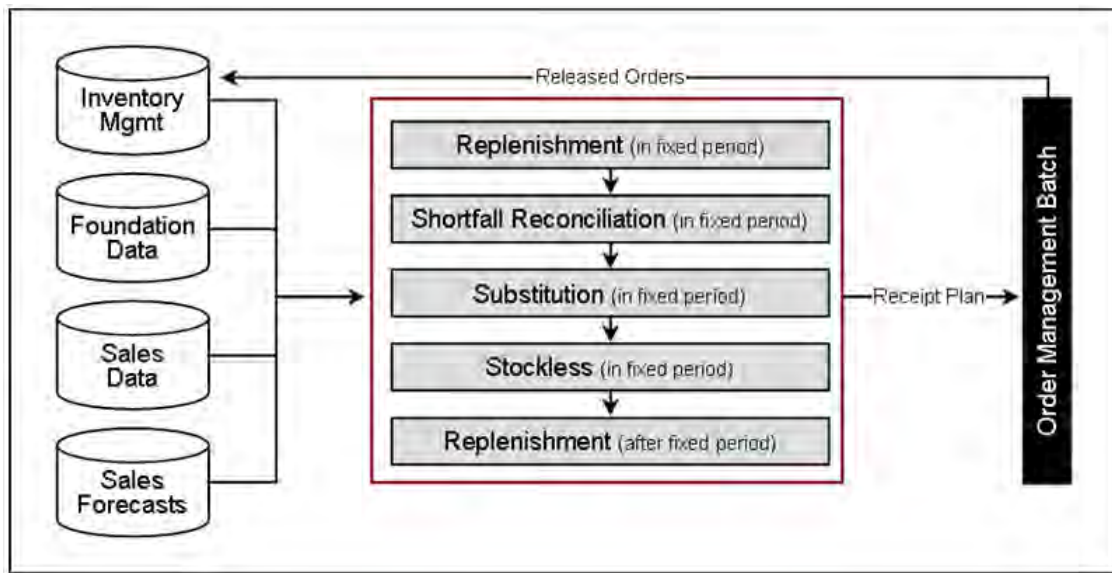 Released Orders
Inventory
Mgmt
Foundation
Data
Sales
Data
Sales
Forecasts
Replenishment (in fixed period)
Shortfall Reconciliation (in fixed period)
Substitution (in fixed period)
Stockless (in fixed period)
Replenishment (after fixed period)
Receipt Plan
Order Management Batch